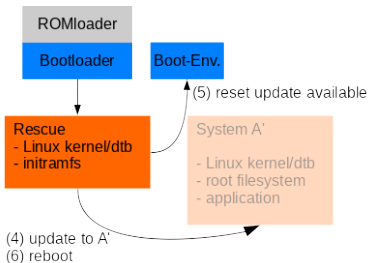 ROMloader
Bootloader
Boot-Env.
(5) reset update available
Rescue
- Linux kernel/dtb
- initramfs
System A'
- Linux kernel/dtb
- root filesystem
- application
(4) update to A'
(6) reboot